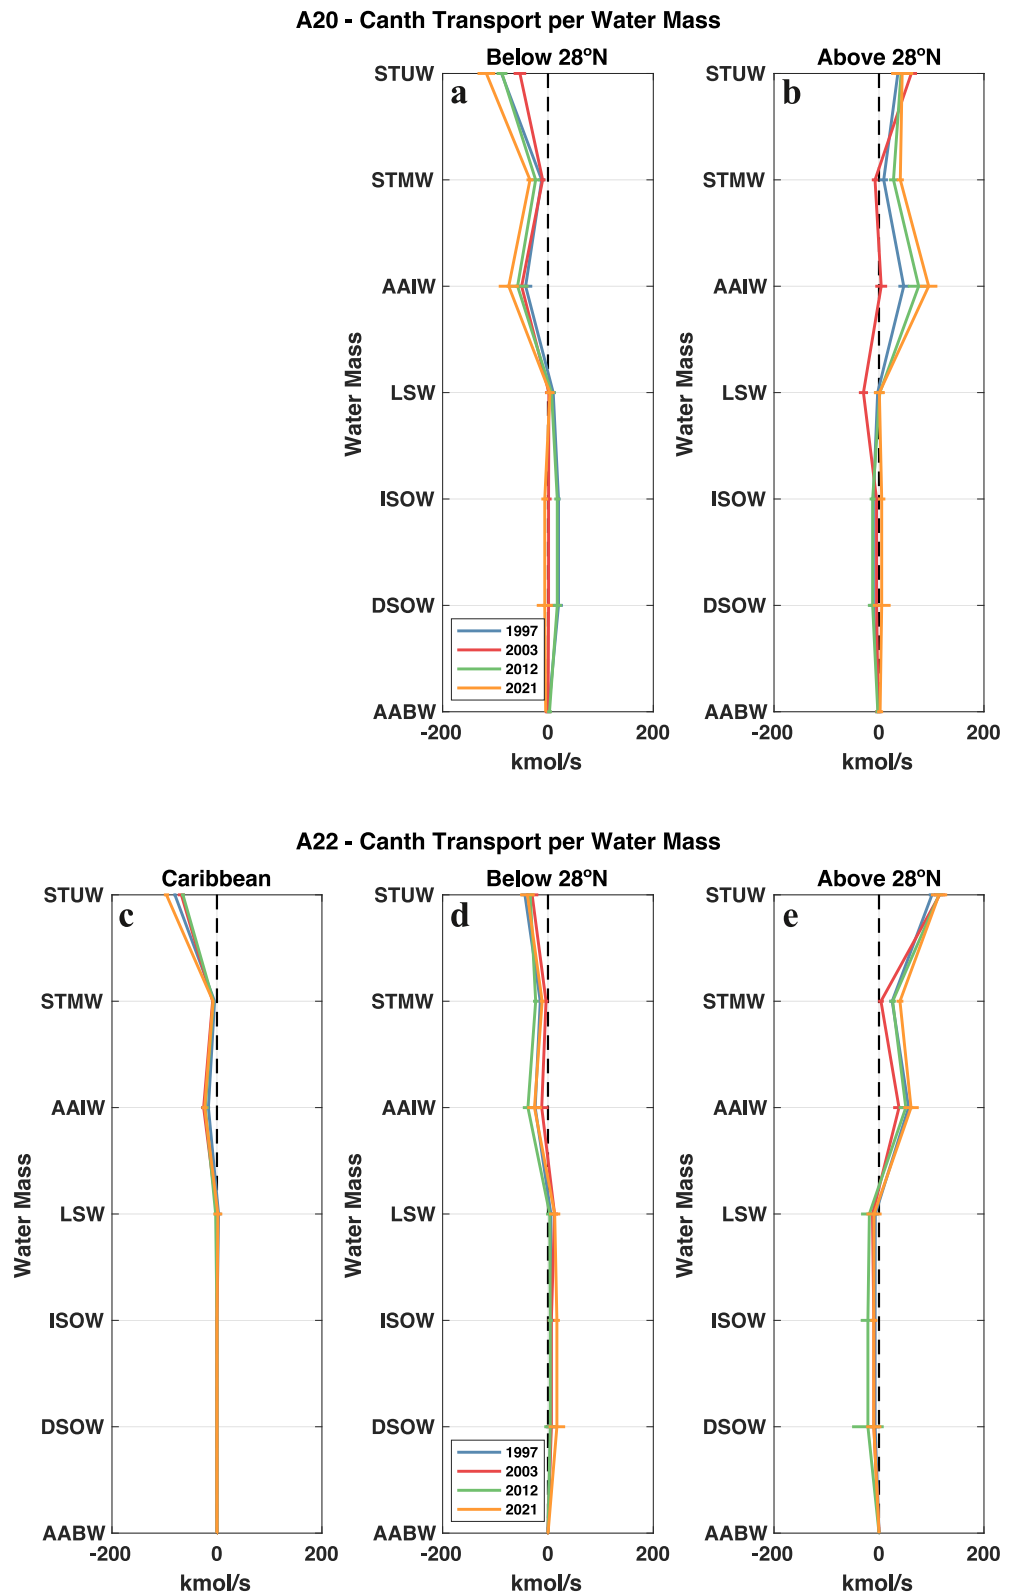 A20 - Canth Transport per Water Mass
Below 28ºN
Above 28ºN
a
b
STUW
STMW
AAIW
LSW
ISOW
DSOW
AABW
Water Mass
1997
2003
2012
2021
-200 0 200
kmol/s
STUW
STMW
AAIW
LSW
ISOW
DSOW
AABW
Water Mass
-200 0 200
kmol/s
A22 - Canth Transport per Water Mass
Caribbean
Below 28ºN
Above 28ºN
c
d
e
STUW
STMW
AAIW
LSW
ISOW
DSOW
AABW
Water Mass
-200 0 200
kmol/s
STUW
STMW
AAIW
LSW
ISOW
DSOW
AABW
Water Mass
1997
2003
2012
2021
-200 0 200
kmol/s
STUW
STMW
AAIW
LSW
ISOW
DSOW
AABW
Water Mass
-200 0 200
kmol/s